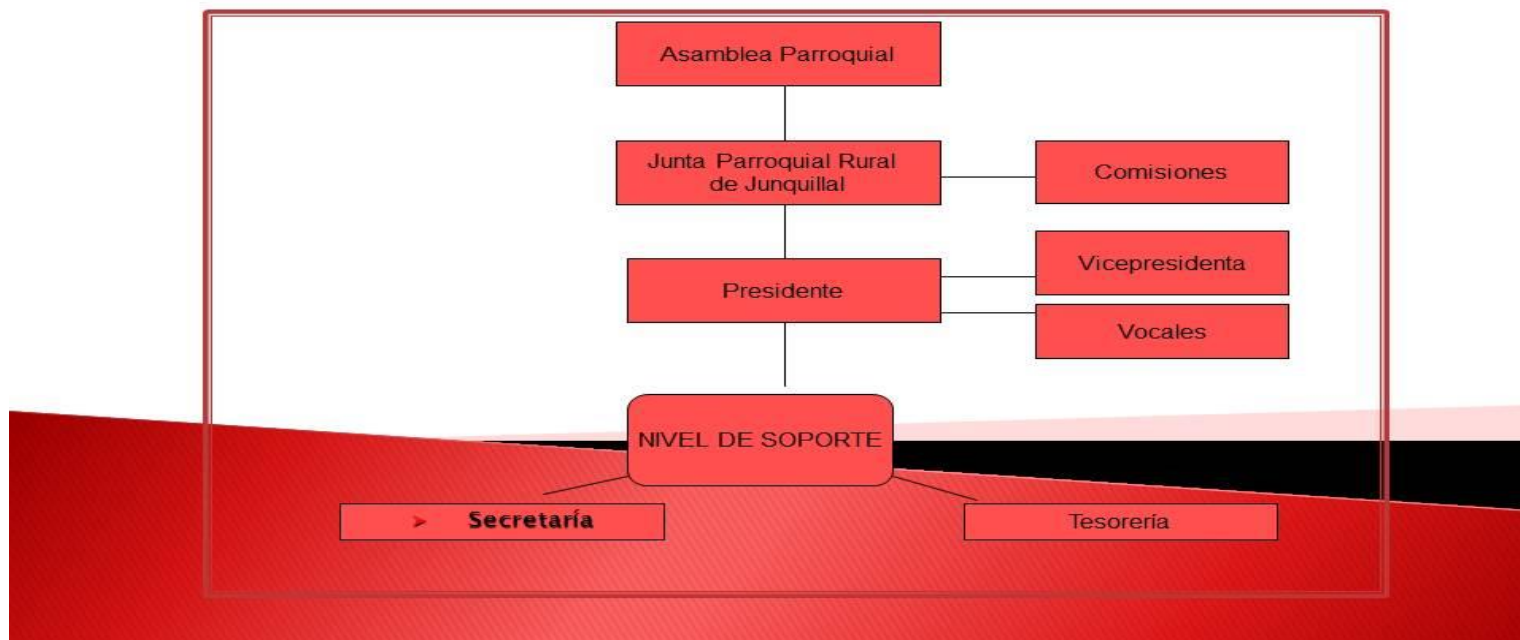 Asamblea Parroquial
Junta Parroquial Rural
de Junquillal
Comisiones
Presidente
Vicepresidenta
Vocales
NIVEL DE SOPORTE
➤ Secretaría
Tesorería